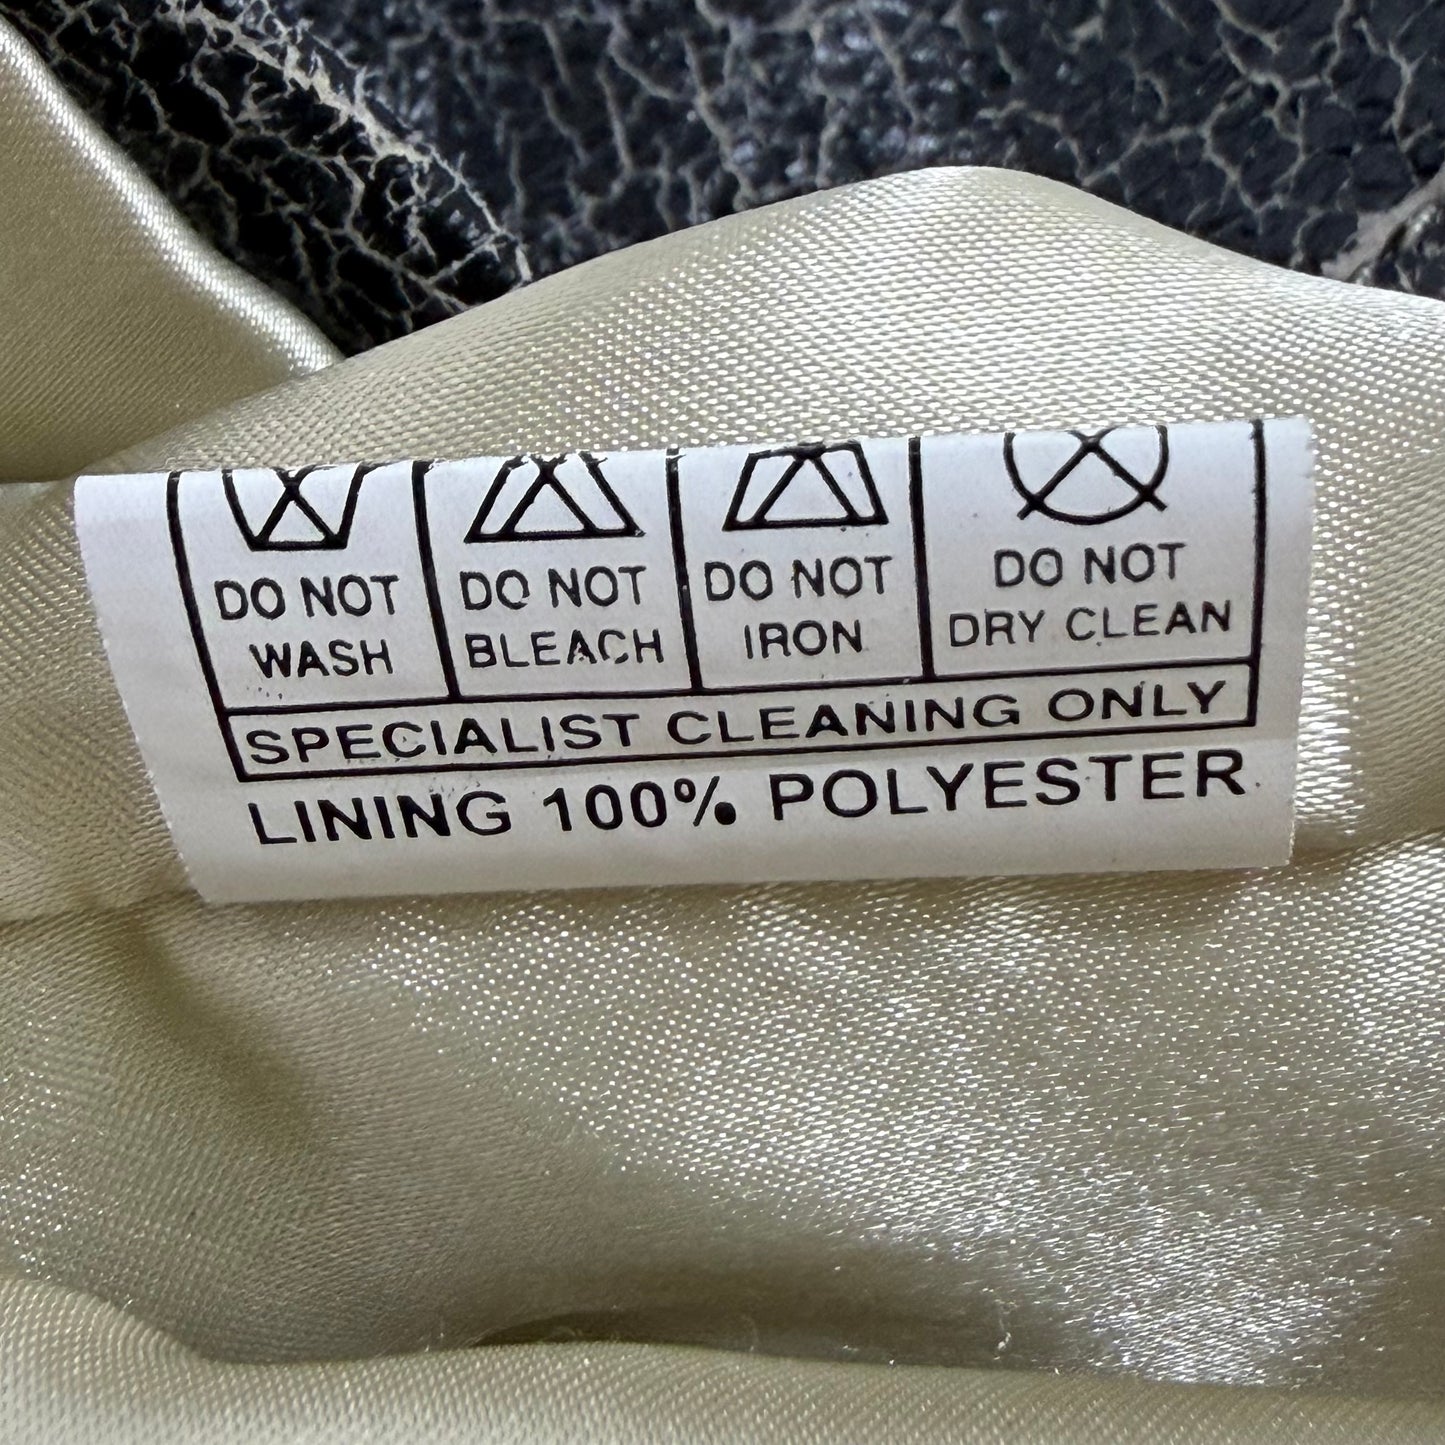 DO NOT WASH
DO NOT BLEACH
DO NOT IRON
DO NOT DRY CLEAN
SPECIALIST CLEANING ONLY
LINING 100% POLYESTER